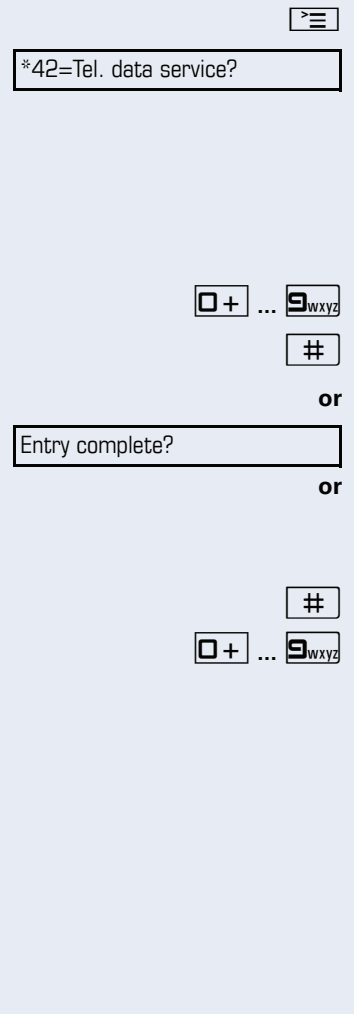 *42=Tel. data service?
0+ ... 9wxyz
#
or
Entry complete?
or
#
0+ ... 9wxyz